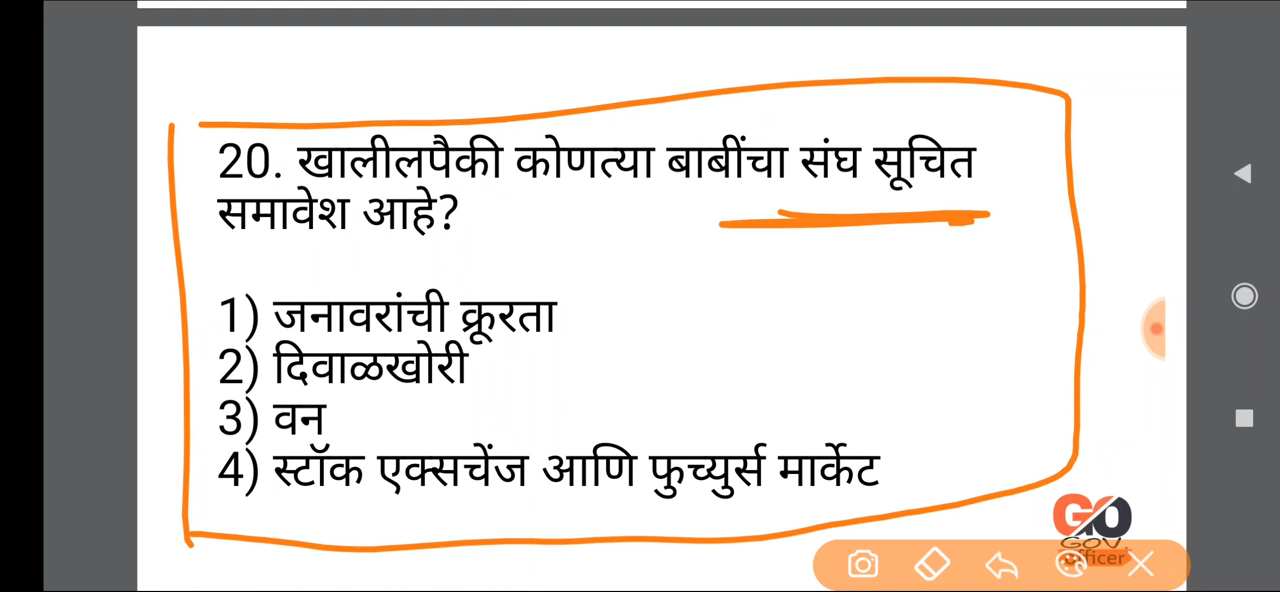 20. खालीलपैकी कोणत्या बाबींचा संघ सूचित
समावेश आहे?
1) जनावरांची क्रूरता
2) दिवाळखोरी
3) वन
4) स्टॉक एक्सचेंज आणि फुच्युर्स मार्केट
GO
GOV.
officer